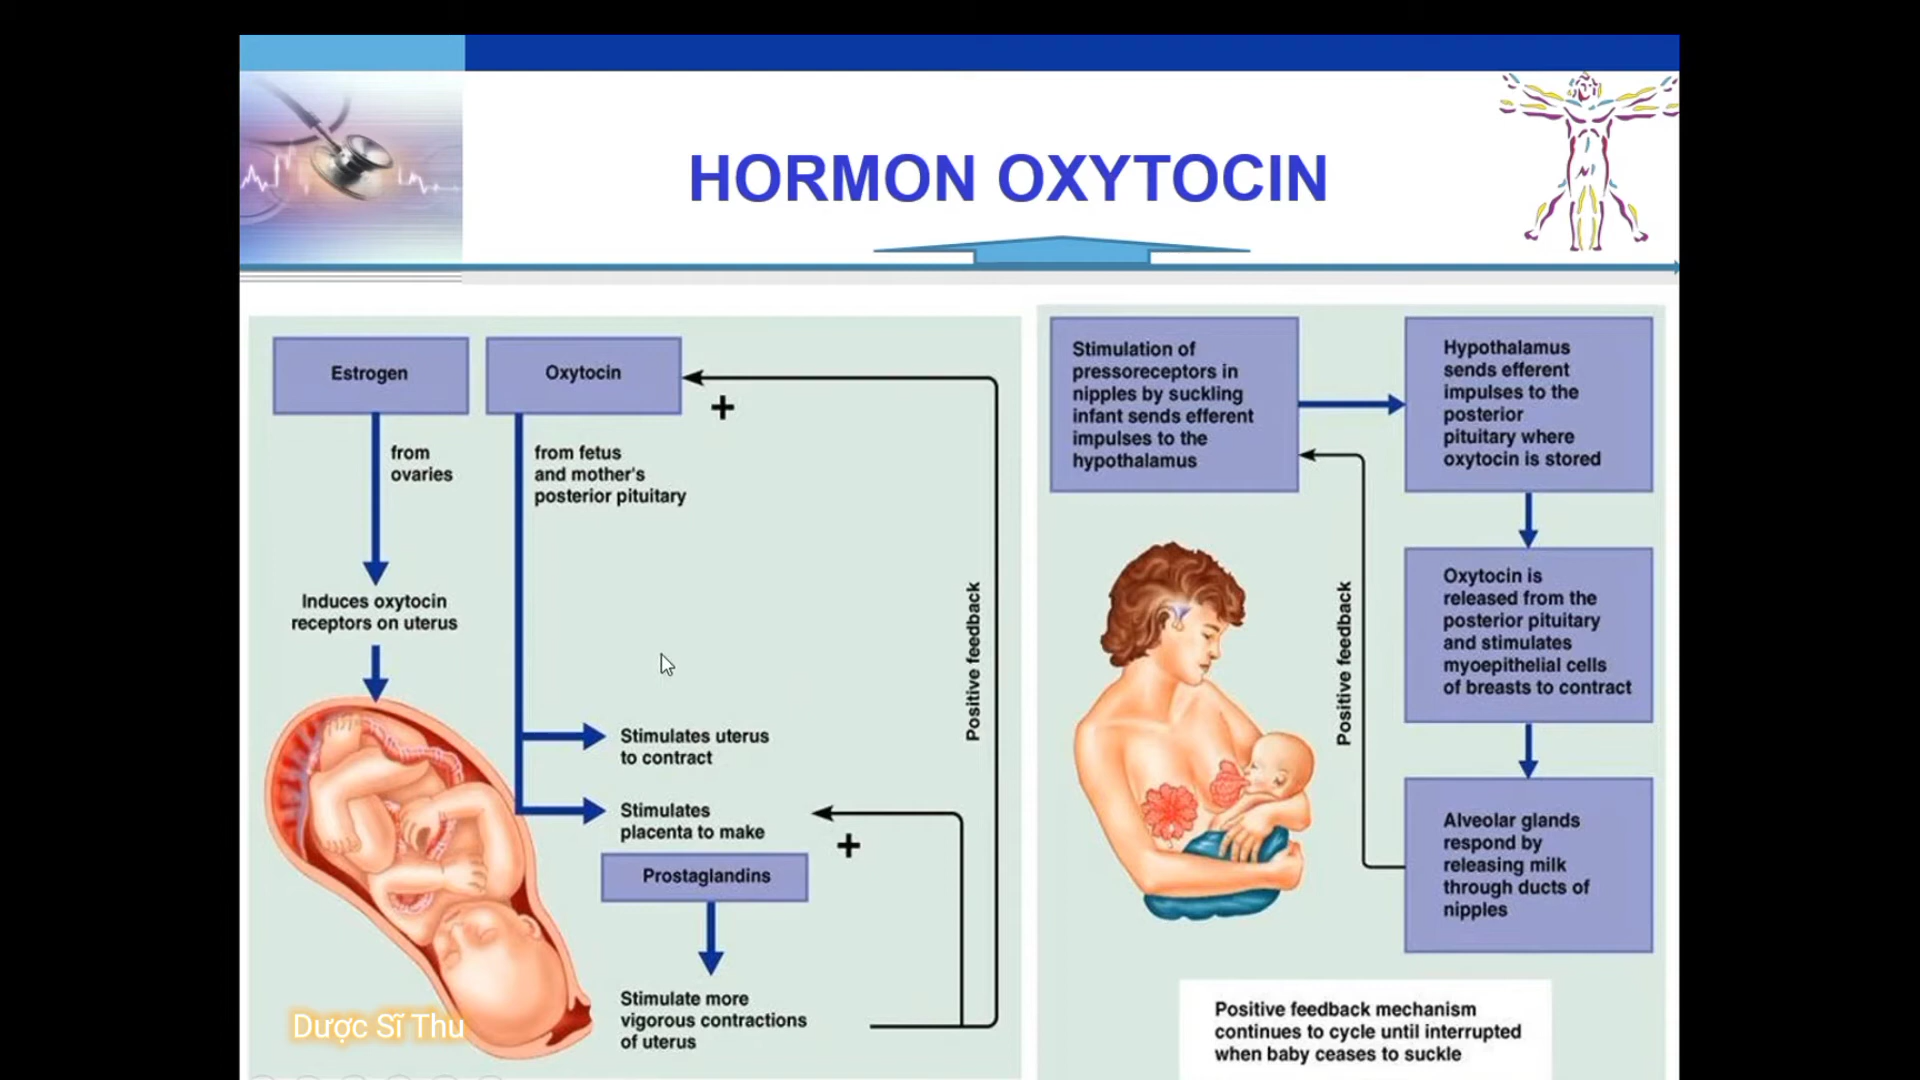 HORMON OXYTOCIN
Estrogen
Oxytocin
+
from
ovaries
from fetus
and mother's
posterior pituitary
Induces oxytocin
receptors on uterus
Positive feedback
Stimulates uterus
to contract
Stimulates
placenta to make
+
Prostaglandins
Stimulate more
vigorous contractions
of uterus
Dược Sĩ Thu
Stimulation of
pressoreceptors in
nipples by suckling
infant sends efferent
impulses to the
hypothalamus
Hypothalamus
sends efferent
impulses to the
posterior
pituitary where
oxytocin is stored
Positive feedback
Oxytocin is
released from the
posterior pituitary
and stimulates
myoepithelial cells
of breasts to contract
Alveolar glands
respond by
releasing milk
through ducts of
nipples
Positive feedback mechanism
continues to cycle until interrupted
when baby ceases to suckle